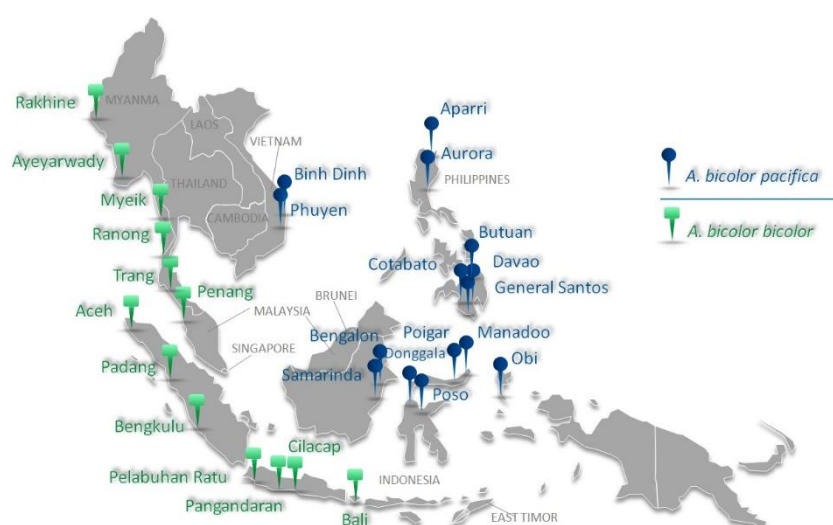 Rakhine
MYANMA
LAOS
Ayeyarwady
VIETNAM
Binh Dinh
THAILAND
Myeik
CAMBODIA
Phuyen
Ranong
Trang
Penang
Aceh
MALAYSIA
BRUNEI
SINGAPORE
Padang
Bengkulu
Pelabuhan Ratu
Cilacap
Pangandaran
Bali
INDONESIA
EAST TIMOR
Aparri
Aurora
PHILIPPINES
Butuan
Cotabato
Davao
General Santos
Bengalon
Poigar
Manadoo
Donggala
Samarinda
Obi
Poso
A. bicolor pacifica
A. bicolor bicolor